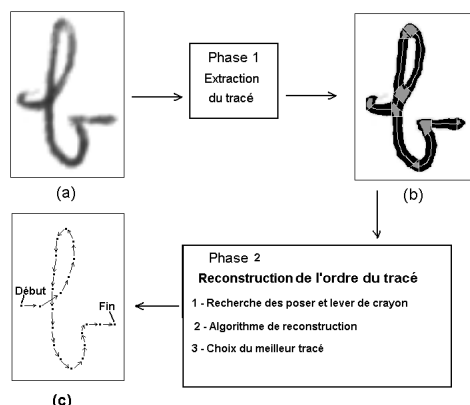 Phase 1
Extraction
du tracé
(a)
(b)
Phase 2
Reconstruction de l'ordre du tracé
1 - Recherche des poser et lever de crayon
2 - Algorithme de reconstruction
3 - Choix du meilleur tracé
Début
Fin
(c)